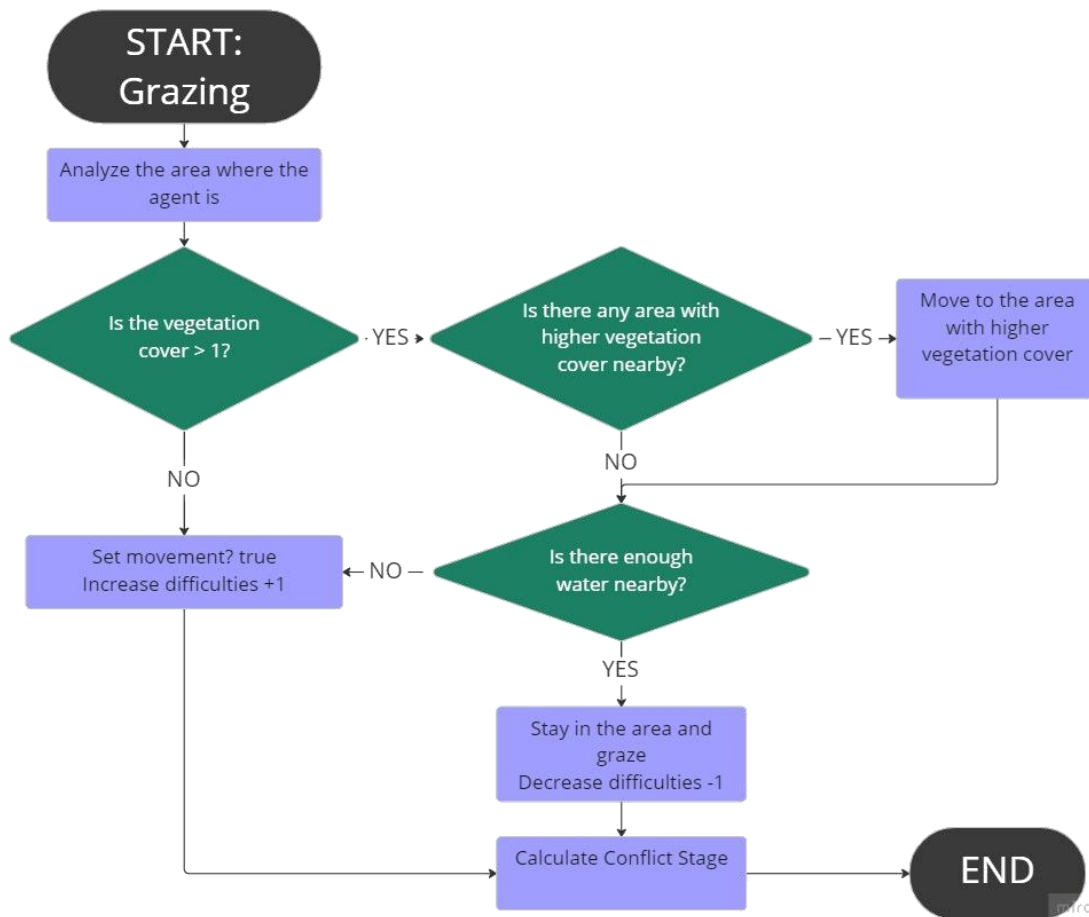 START:
Grazing
Analyze the area where the
agent is
Is the vegetation
cover > 1?
YES
Is there any area with
higher vegetation
cover nearby?
YES
Move to the area
with higher
vegetation cover
NO
NO
Set movement? true
Increase difficulties +1
NO
Is there enough
water nearby?
YES
Stay in the area and
graze
Decrease difficulties -1
Calculate Conflict Stage
END
miro